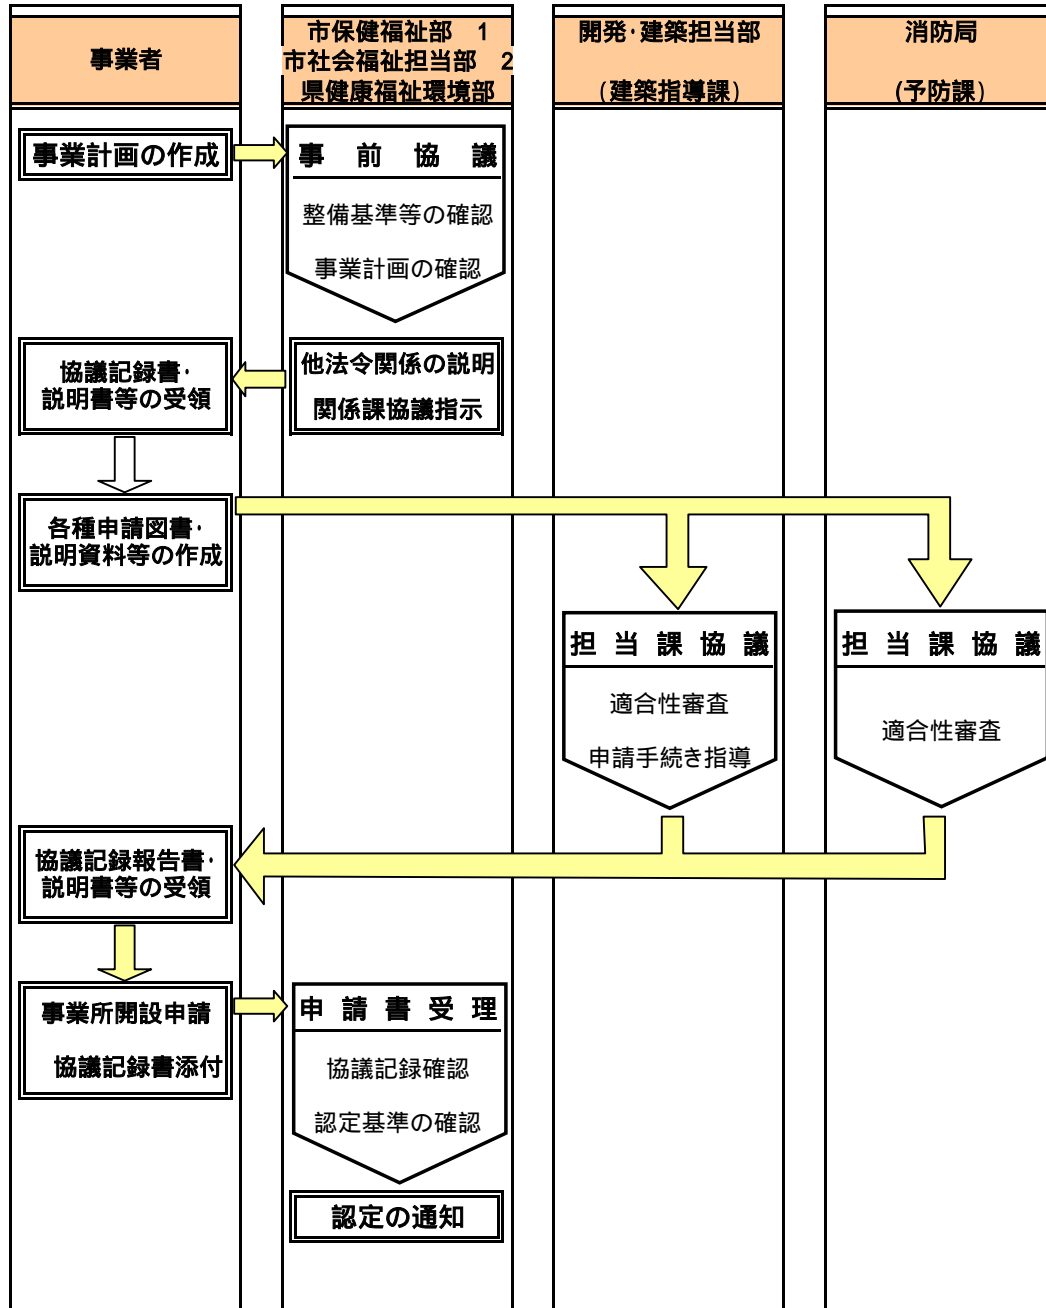 事業者
市保健福祉部 1
市社会福祉担当部 2
県健康福祉環境部
開発・建築担当部
(建築指導課)
消防局
(予防課)
事業計画の作成
事前協議
整備基準等の確認
事業計画の確認
協議記録書・
説明書等の受領
他法令関係の説明
関係課協議指示
各種申請図書・
説明資料等の作成
担当課協議
適合性審査
申請手続き指導
担当課協議
適合性審査
協議記録報告書・
説明書等の受領
事業所開設申請
協議記録書添付
申請書受理
協議記録確認
認定基準の確認
認定の通知